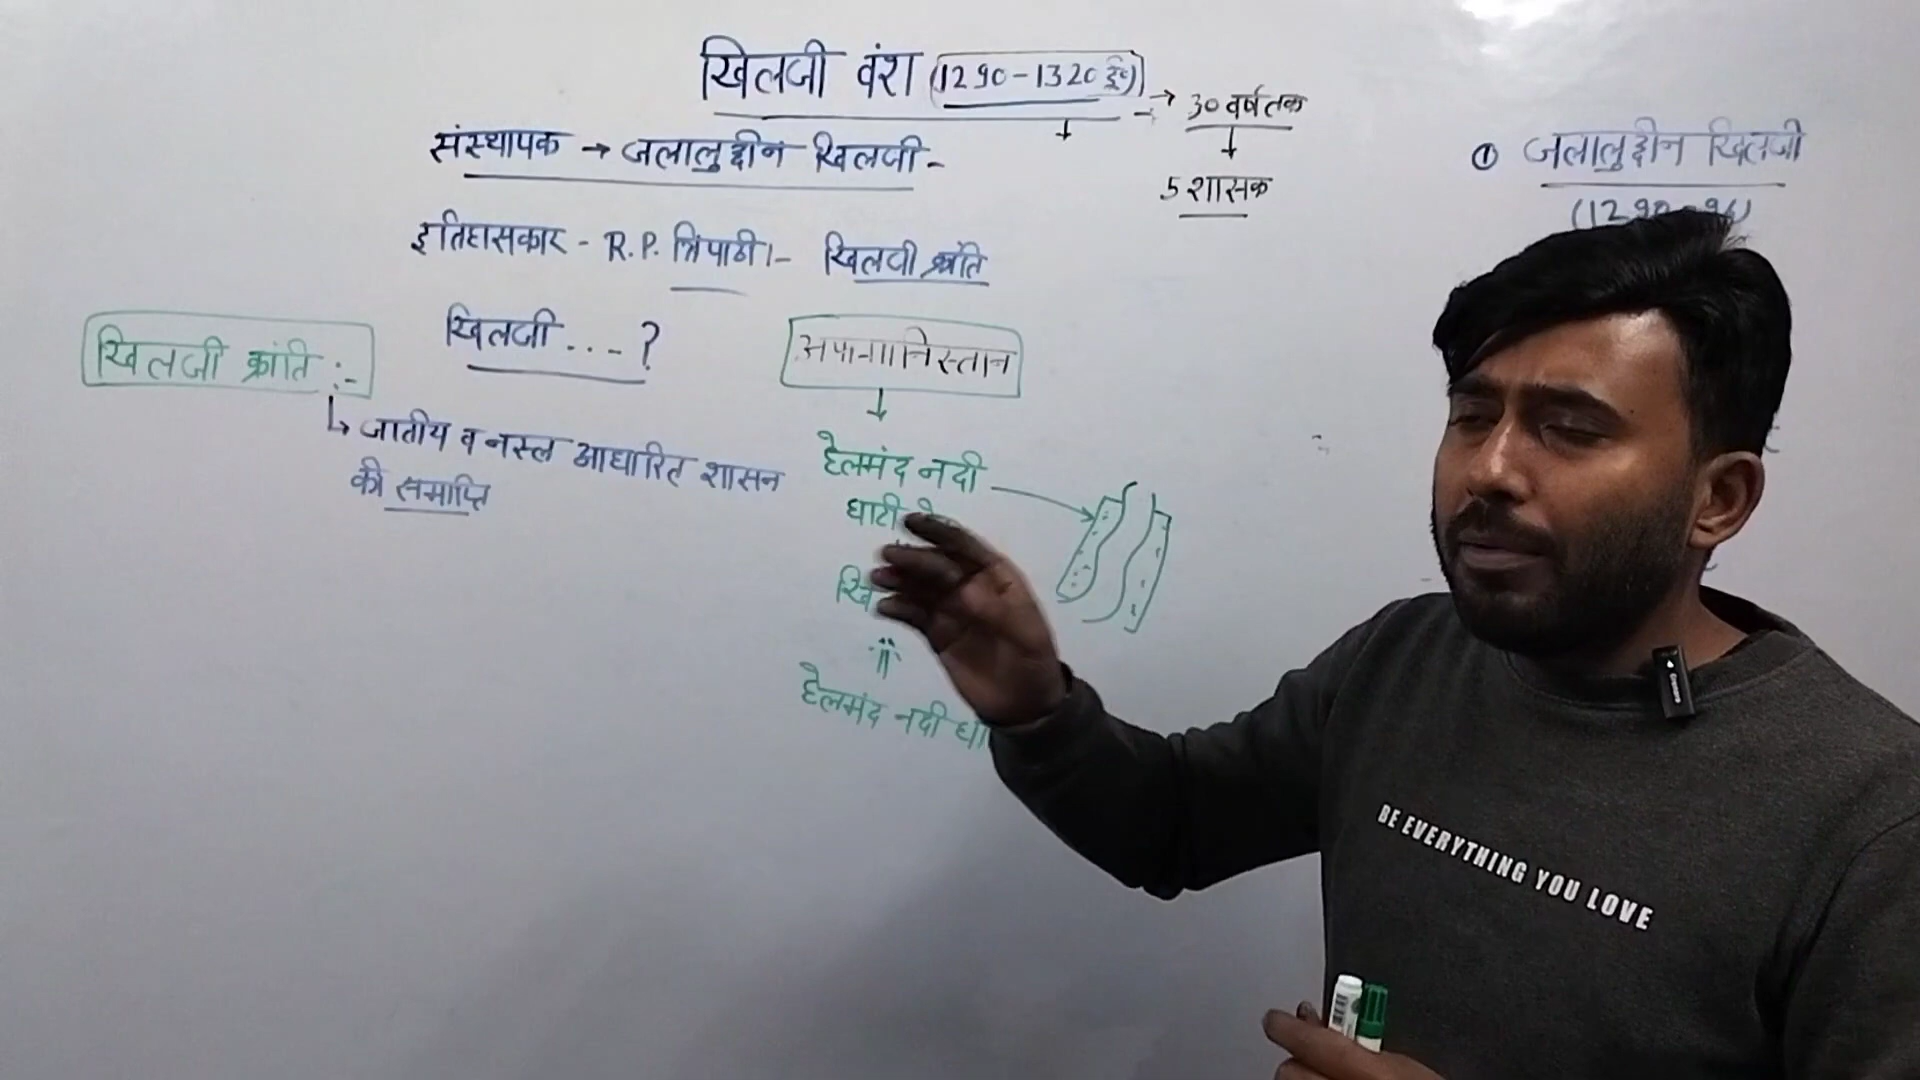 खिलजी वंश (1290-1320 ई०) → 30 वर्ष तक
5 शासक
संस्थापक → जलालुद्दीन खिलजी -
इतिहासकार - R.P. त्रिपाठी - खिलजी क्रांति
खिलजी ... ?
खिलजी क्रांति :-
जातीय व नस्ल आधारित शासन
की समाप्ति
अफगानिस्तान
हेलमंद नदी
घाटी
हेलमंद नदी
① जलालुद्दीन खिलजी
BE EVERYTHING YOU LOVE